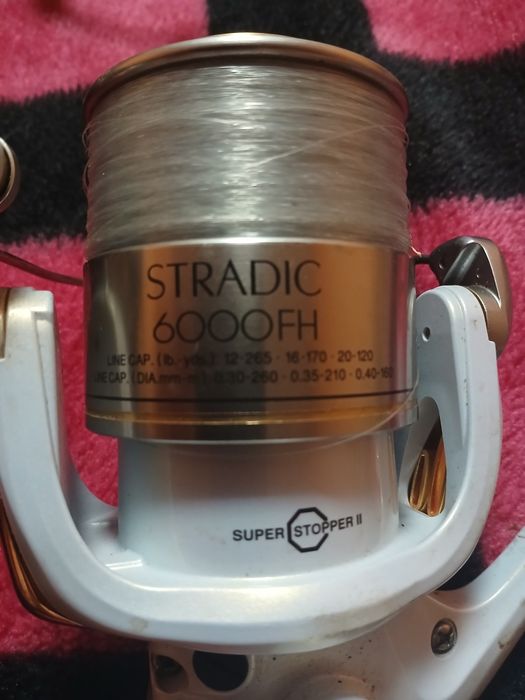 STRADIC
6000FH
LINE CAP. (lb.-yds.): 12-265 · 16-170 · 20-120
LINE CAP. (DIA.mm-m): 0.30-260 · 0.35-210 · 0.40-160
SUPER STOPPER II